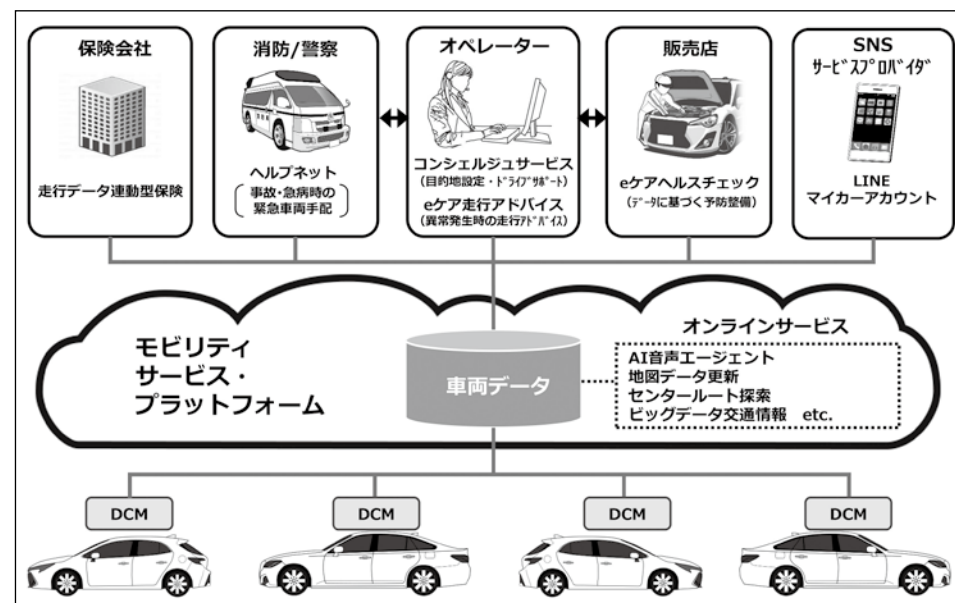 保険会社
走行データ連動型保険
消防/警察
ヘルプネット
事故・急病時の
緊急車両手配
オペレーター
コンシェルジュサービス
(目的地設定・ﾄﾞﾗｲﾌﾞｻﾎﾟｰﾄ)
eケア走行アドバイス
(異常発生時の走行ｱﾄﾞﾊﾞｲｽ)
販売店
eケアヘルスチェック
(ﾃﾞｰﾀに基づく予防整備)
SNS
ｻｰﾋﾞｽﾌﾟﾛﾊﾞｲﾀﾞ
LINE
マイカーアカウント
モビリティ
サービス・
プラットフォーム
車両データ
オンラインサービス
AI音声エージェント
地図データ更新
センタールート探索
ビッグデータ交通情報 etc.
DCM
DCM
DCM
DCM